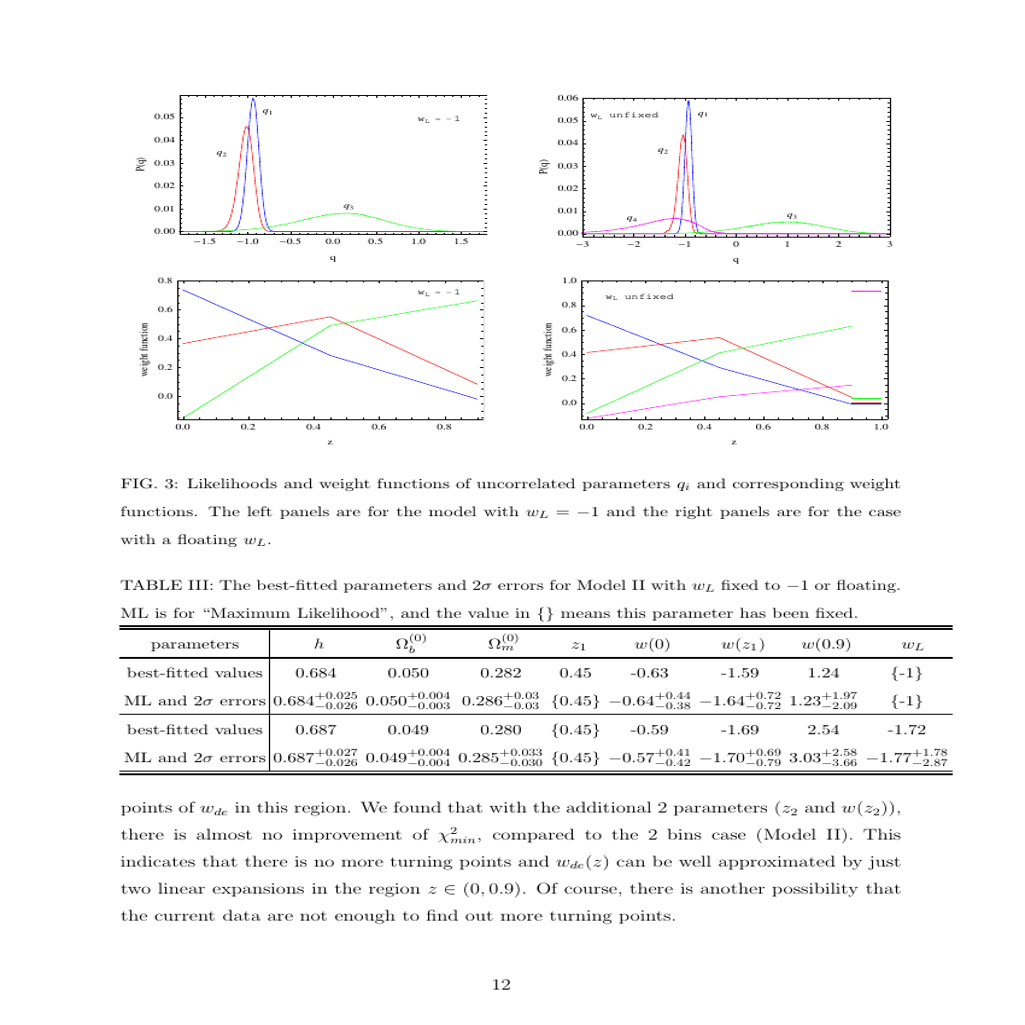 0.05
0.04
0.03
0.02
0.01
0.00
P(q)
q1
q2
q3
wL = −1
−1.5 −1.0 −0.5 0.0 0.5 1.0 1.5
q
0.06
0.05
0.04
0.03
0.02
0.01
0.00
P(q)
wL unfixed
q1
q2
q4
q3
−3 −2 −1 0 1 2 3
q
0.8
0.6
0.4
0.2
0.0
weight function
wL = −1
0.0 0.2 0.4 0.6 0.8
z
1.0
0.8
0.6
0.4
0.2
0.0
weight function
wL unfixed
0.0 0.2 0.4 0.6 0.8 1.0
z
FIG. 3: Likelihoods and weight functions of uncorrelated parameters q_i and corresponding weight
functions. The left panels are for the model with w_L = −1 and the right panels are for the case
with a floating w_L.
TABLE III: The best-fitted parameters and 2σ errors for Model II with w_L fixed to −1 or floating.
ML is for “Maximum Likelihood”, and the value in {} means this parameter has been fixed.
parameters h Ω_b^(0) Ω_m^(0) z_1 w(0) w(z_1) w(0.9) w_L
best-fitted values 0.684 0.050 0.282 0.45 -0.63 -1.59 1.24 {-1}
ML and 2σ errors 0.684^{+0.025}_{−0.026} 0.050^{+0.004}_{−0.003} 0.286^{+0.03}_{−0.03} {0.45} −0.64^{+0.44}_{−0.38} −1.64^{+0.72}_{−0.72} 1.23^{+1.97}_{−2.09} {-1}
best-fitted values 0.687 0.049 0.280 {0.45} -0.59 -1.69 2.54 -1.72
ML and 2σ errors 0.687^{+0.027}_{−0.026} 0.049^{+0.004}_{−0.004} 0.285^{+0.033}_{−0.030} {0.45} −0.57^{+0.41}_{−0.42} −1.70^{+0.69}_{−0.79} 3.03^{+2.58}_{−3.66} −1.77^{+1.78}_{−2.87}
points of w_de in this region. We found that with the additional 2 parameters (z_2 and w(z_2)),
there is almost no improvement of χ²_min, compared to the 2 bins case (Model II). This
indicates that there is no more turning points and w_de(z) can be well approximated by just
two linear expansions in the region z ∈ (0, 0.9). Of course, there is another possibility that
the current data are not enough to find out more turning points.
12